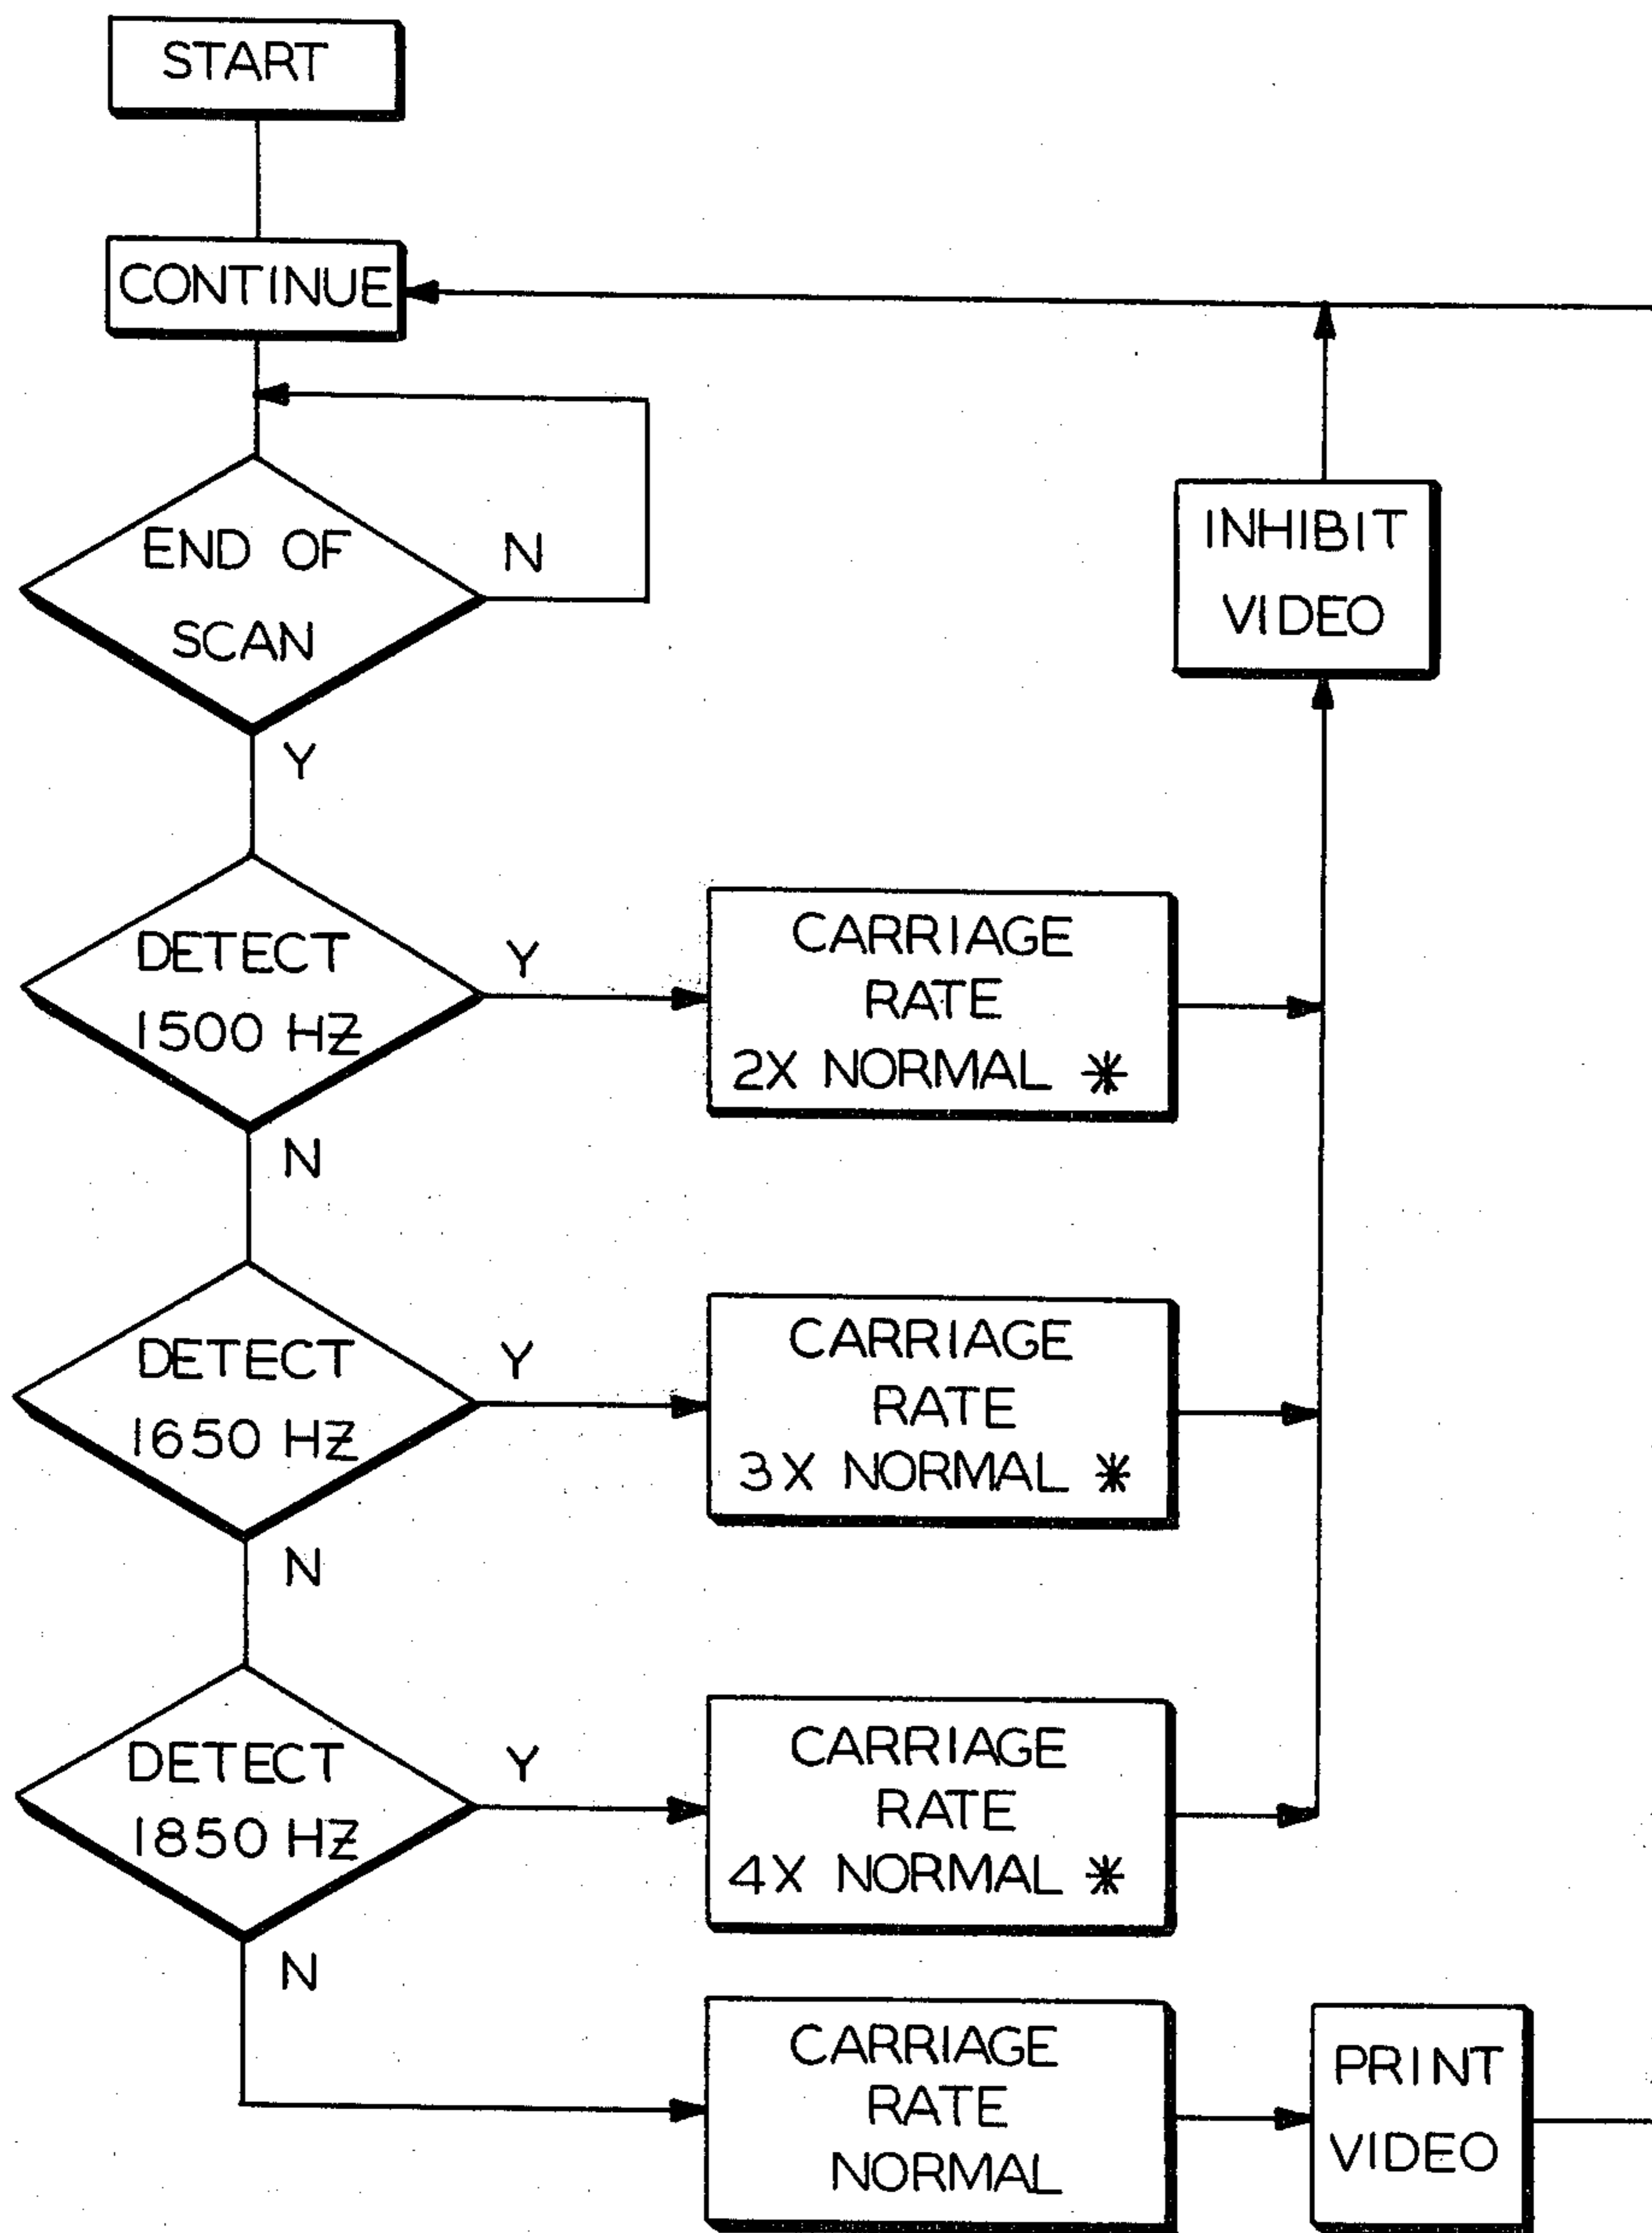 START
CONTINUE
END OF
SCAN
N
Y
INHIBIT
VIDEO
DETECT
1500 HZ
Y
N
CARRIAGE
RATE
2X NORMAL *
DETECT
1650 HZ
Y
N
CARRIAGE
RATE
3X NORMAL *
DETECT
1850 HZ
Y
N
CARRIAGE
RATE
4X NORMAL *
CARRIAGE
RATE
NORMAL
PRINT
VIDEO